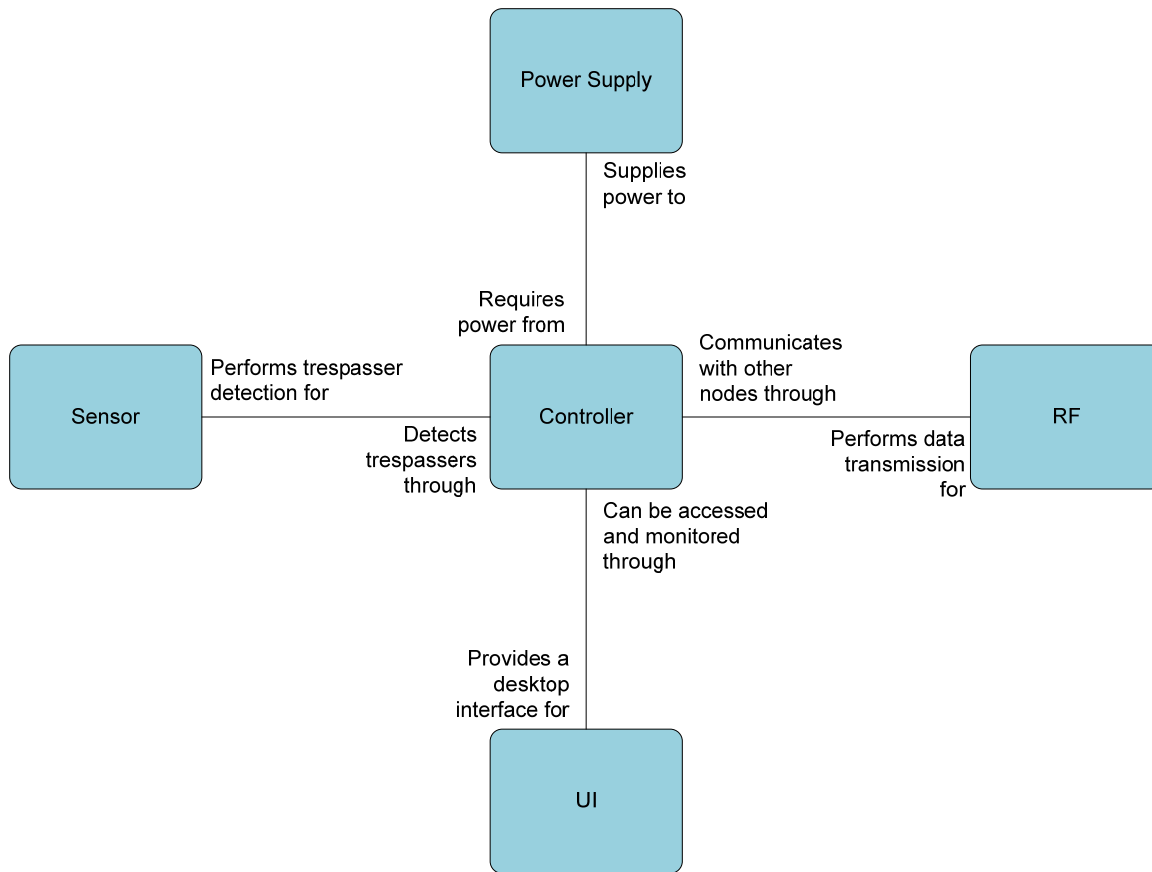 Power Supply
Supplies
power to
Requires
power from
Communicates
with other
nodes through
Performs trespasser
detection for
Sensor
Controller
RF
Detects
trespassers
through
Performs data
transmission
for
Can be accessed
and monitored
through
Provides a
desktop
interface for
UI